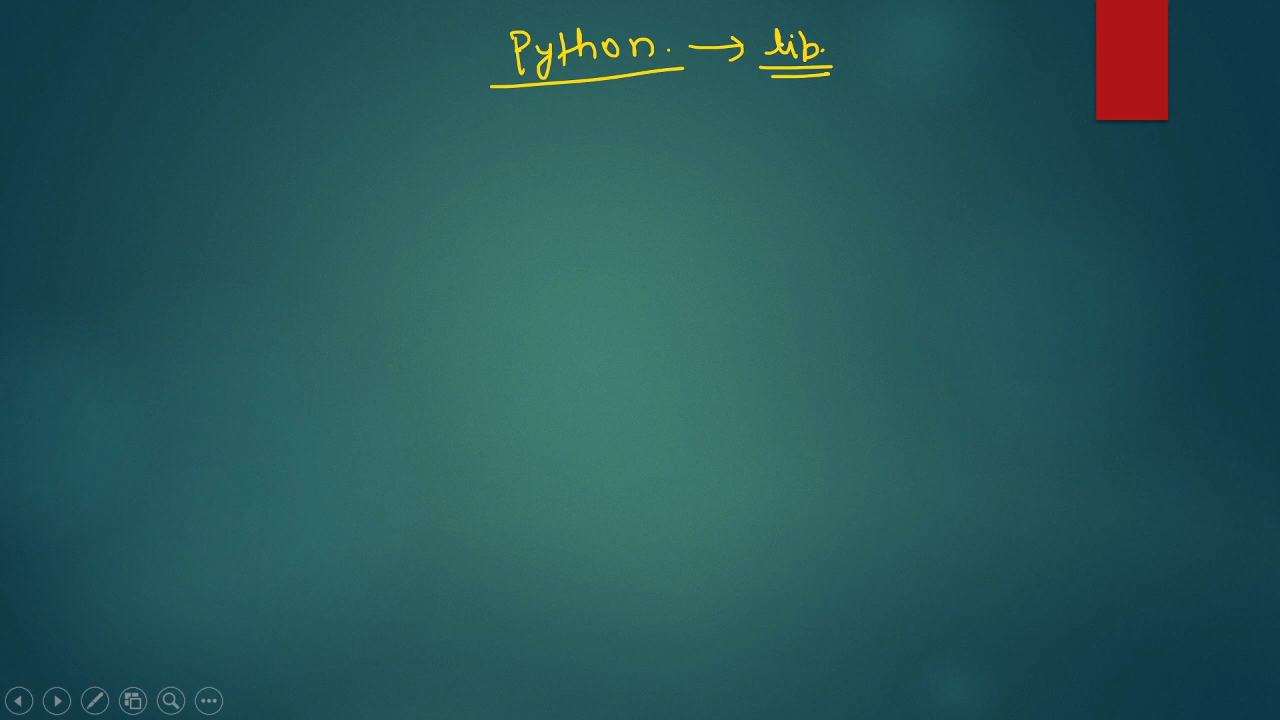 Python. → lib.